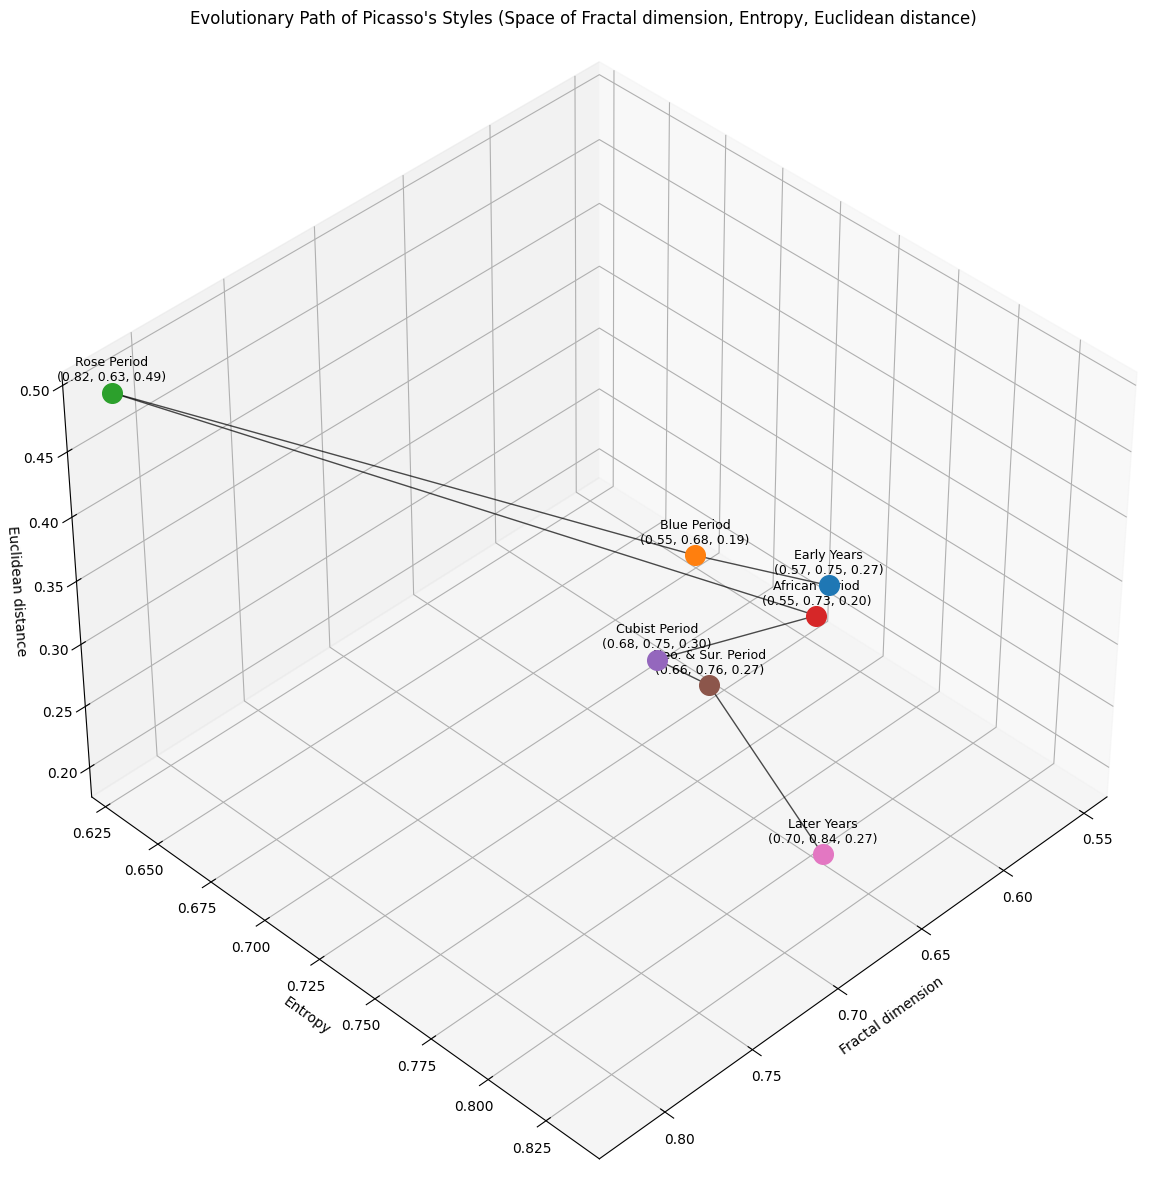 Evolutionary Path of Picasso's Styles (Space of Fractal dimension, Entropy, Euclidean distance)
Rose Period
(0.82, 0.63, 0.49)
Blue Period
(0.55, 0.68, 0.19)
Early Years
(0.57, 0.75, 0.27)
African
(0.55, 0.73, 0.20)
Cubist Period
(0.68, 0.75, 0.30)
& Sur. Period
(0.66, 0.76, 0.27)
Later Years
(0.70, 0.84, 0.27)
0.50
0.45
0.40
0.35
0.30
0.25
0.20
Euclidean distance
0.625
0.650
0.675
0.700
0.725
0.750
0.775
0.800
0.825
Entropy
0.55
0.60
0.65
0.70
0.75
0.80
Fractal dimension